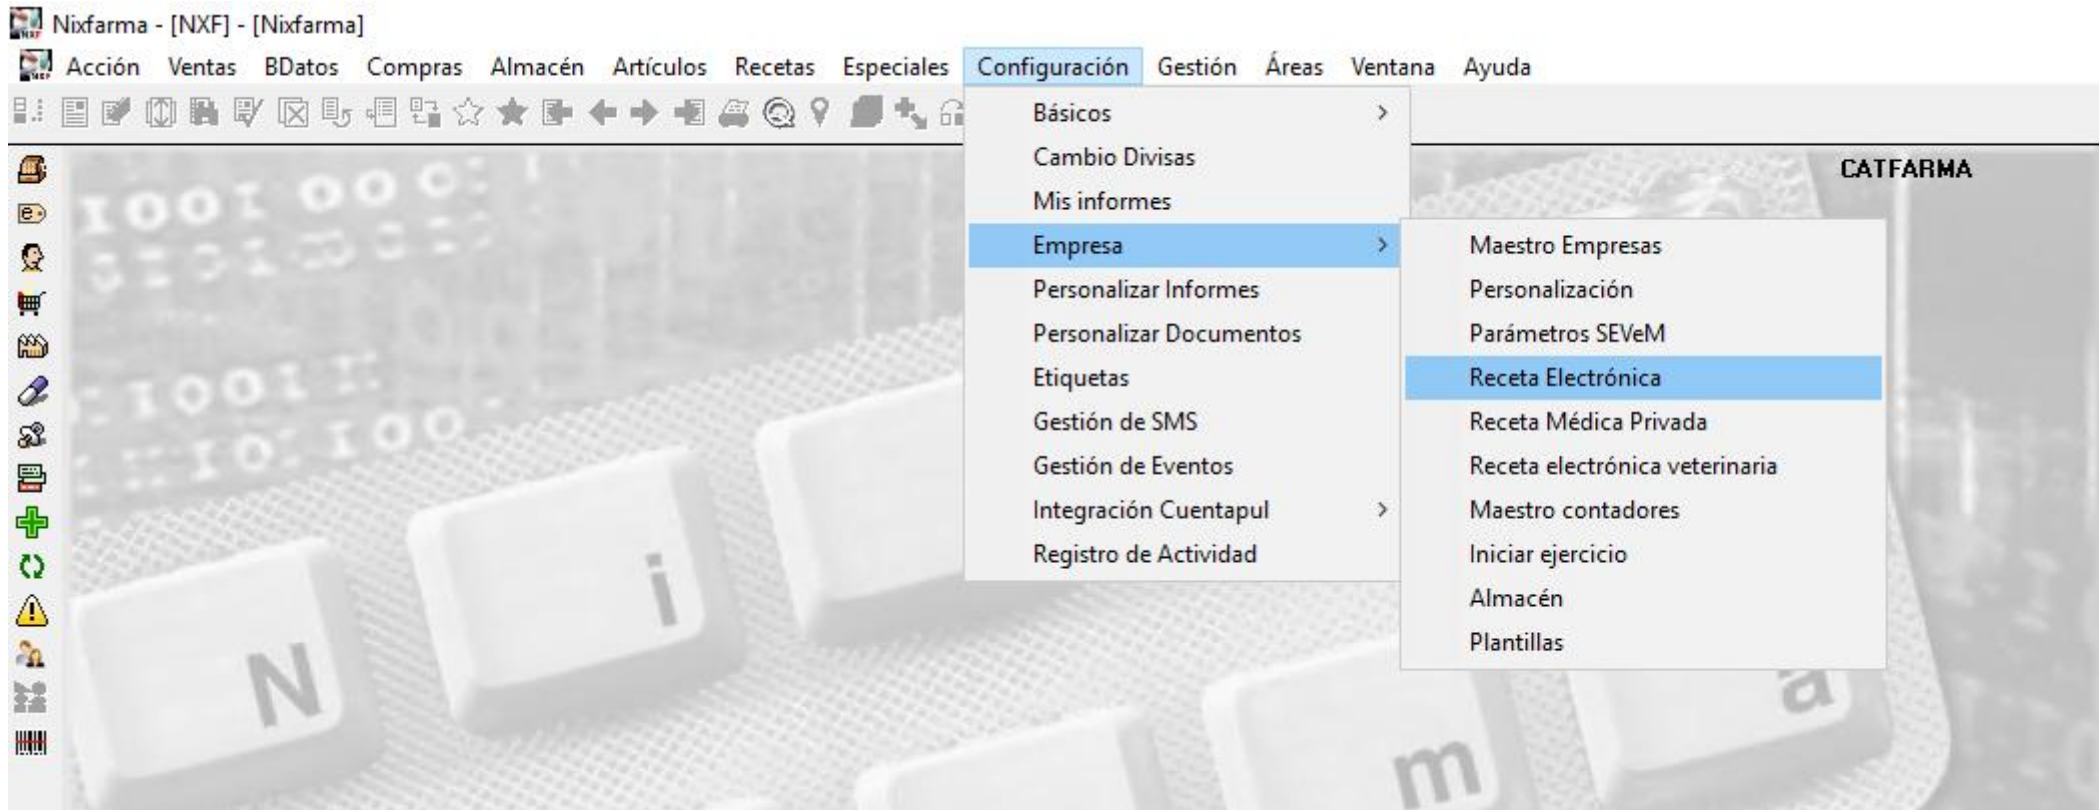 Nixfarma - [NXF] - [Nixfarma]
Acción Ventas BDatos Compras Almacén Artículos Recetas Especiales Configuración Gestión Áreas Ventana Ayuda
CATFARMA
Básicos
Cambio Divisas
Mis informes
Empresa
Personalizar Informes
Personalizar Documentos
Etiquetas
Gestión de SMS
Gestión de Eventos
Integración Cuentapul
Registro de Actividad
Maestro Empresas
Personalización
Parámetros SEVeM
Receta Electrónica
Receta Médica Privada
Receta electrónica veterinaria
Maestro contadores
Iniciar ejercicio
Almacén
Plantillas
N
i
m
a